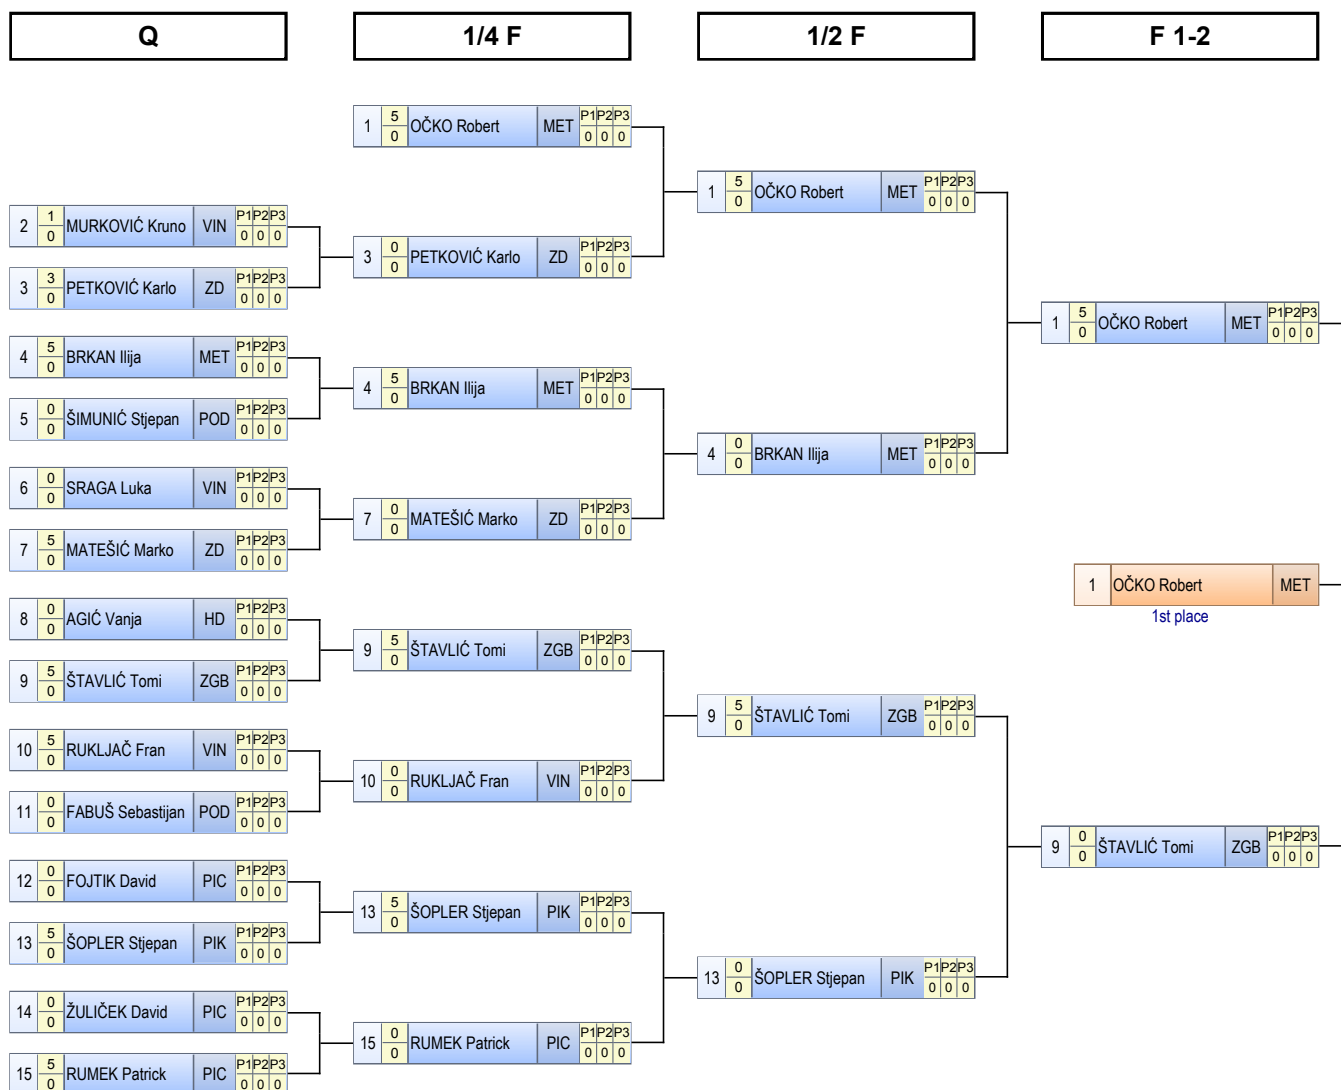 Q 1/4 F 1/2 F F 1-2
1 5 0 OČKO Robert MET P1 P2 P3 0 0 0
1 5 0 OČKO Robert MET P1 P2 P3 0 0 0
2 1 0 MURKOVIĆ Kruno VIN P1 P2 P3 0 0 0
3 0 0 PETKOVIĆ Karlo ZD P1 P2 P3 0 0 0
3 3 0 PETKOVIĆ Karlo ZD P1 P2 P3 0 0 0
1 5 0 OČKO Robert MET P1 P2 P3 0 0 0
4 5 0 BRKAN Ilija MET P1 P2 P3 0 0 0
4 5 0 BRKAN Ilija MET P1 P2 P3 0 0 0
5 0 0 ŠIMUNIĆ Stjepan POD P1 P2 P3 0 0 0
4 0 0 BRKAN Ilija MET P1 P2 P3 0 0 0
6 0 0 SRAGA Luka VIN P1 P2 P3 0 0 0
7 0 0 MATEŠIĆ Marko ZD P1 P2 P3 0 0 0
7 5 0 MATEŠIĆ Marko ZD P1 P2 P3 0 0 0
1 OČKO Robert MET
1st place
8 0 0 AGIĆ Vanja HD P1 P2 P3 0 0 0
9 5 0 ŠTAVLIĆ Tomi ZGB P1 P2 P3 0 0 0
9 5 0 ŠTAVLIĆ Tomi ZGB P1 P2 P3 0 0 0
9 5 0 ŠTAVLIĆ Tomi ZGB P1 P2 P3 0 0 0
10 5 0 RUKLJAČ Fran VIN P1 P2 P3 0 0 0
10 0 0 RUKLJAČ Fran VIN P1 P2 P3 0 0 0
11 0 0 FABUŠ Sebastijan POD P1 P2 P3 0 0 0
9 0 0 ŠTAVLIĆ Tomi ZGB P1 P2 P3 0 0 0
12 0 0 FOJTIK David PIC P1 P2 P3 0 0 0
13 5 0 ŠOPLER Stjepan PIK P1 P2 P3 0 0 0
13 5 0 ŠOPLER Stjepan PIK P1 P2 P3 0 0 0
13 0 0 ŠOPLER Stjepan PIK P1 P2 P3 0 0 0
14 0 0 ŽULIČEK David PIC P1 P2 P3 0 0 0
15 0 0 RUMEK Patrick PIC P1 P2 P3 0 0 0
15 5 0 RUMEK Patrick PIC P1 P2 P3 0 0 0